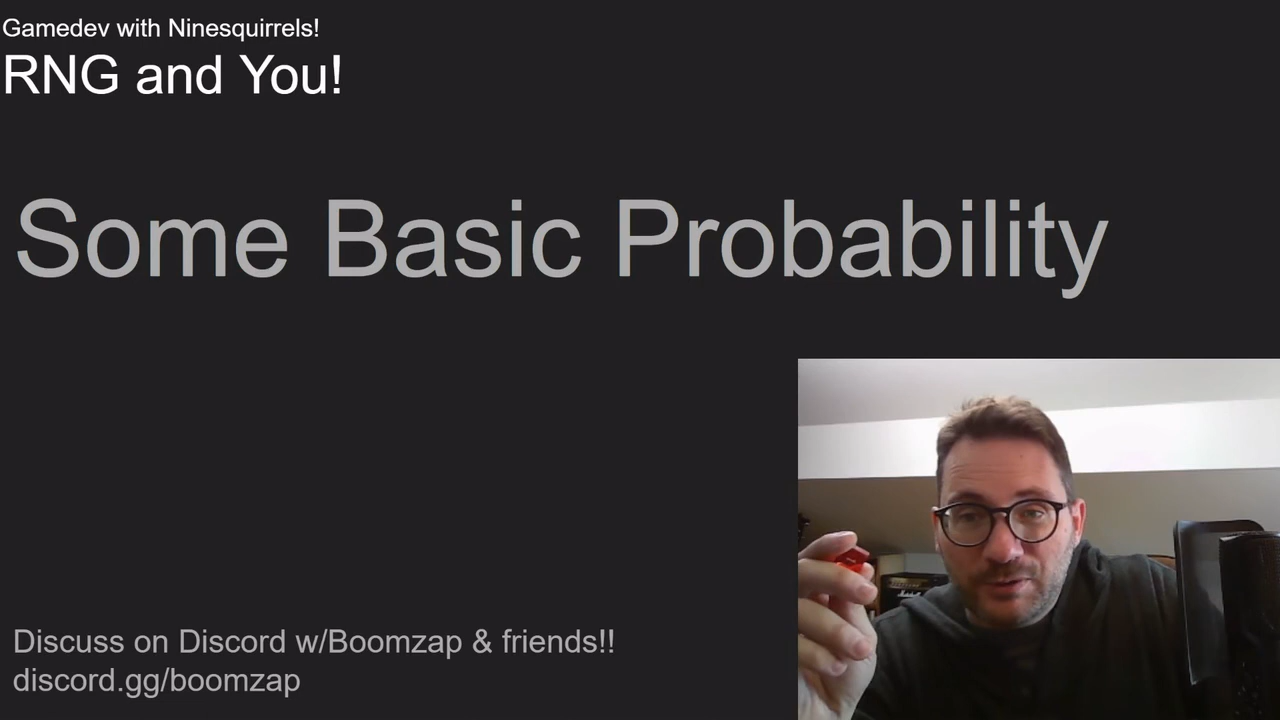 Gamedev with Ninesquirrels!
RNG and You!
Some Basic Probability
Discuss on Discord w/Boomzap & friends!!
discord.gg/boomzap